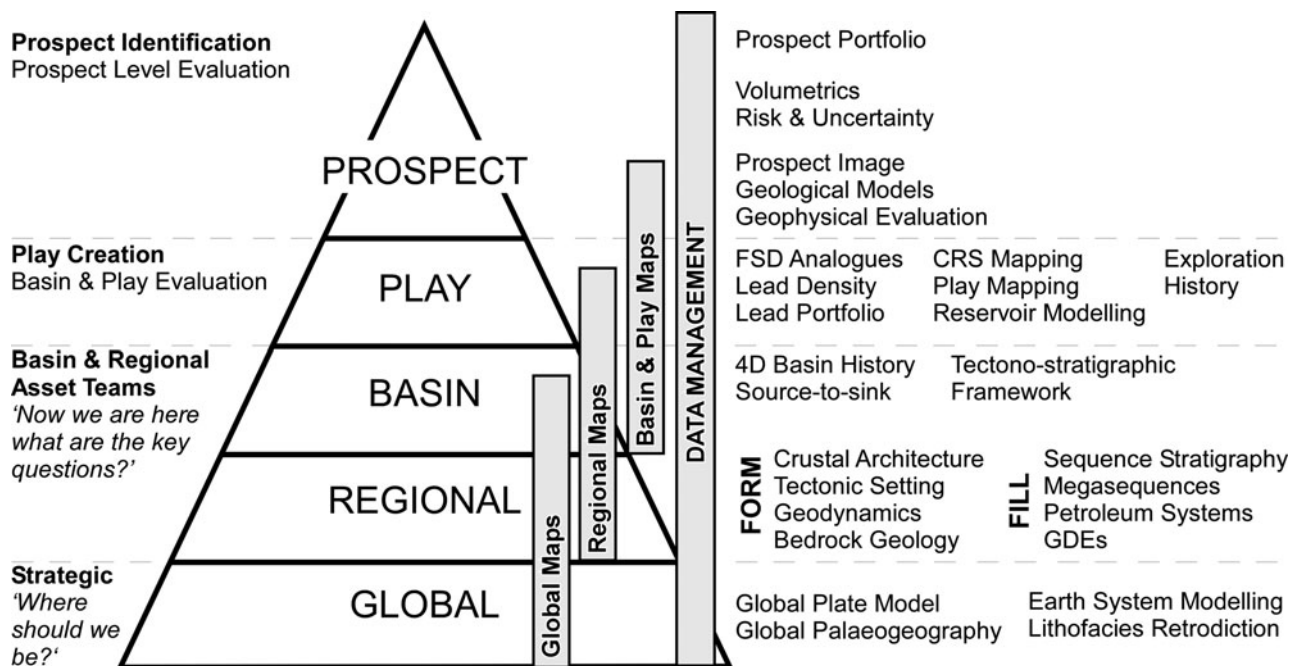 Prospect Identification
Prospect Level Evaluation
Play Creation
Basin & Play Evaluation
Basin & Regional
Asset Teams
‘Now we are here
what are the key
questions?’
Strategic
‘Where
should we
be?‘
PROSPECT
PLAY
BASIN
REGIONAL
GLOBAL
Global Maps
Regional Maps
Basin & Play Maps
DATA MANAGEMENT
Prospect Portfolio
Volumetrics
Risk & Uncertainty
Prospect Image
Geological Models
Geophysical Evaluation
FSD Analogues
Lead Density
Lead Portfolio
CRS Mapping
Play Mapping
Reservoir Modelling
Exploration
History
4D Basin History
Source-to-sink
Tectono-stratigraphic
Framework
FORM
Crustal Architecture
Tectonic Setting
Geodynamics
Bedrock Geology
FILL
Sequence Stratigraphy
Megasequences
Petroleum Systems
GDEs
Global Plate Model
Global Palaeogeography
Earth System Modelling
Lithofacies Retrodiction